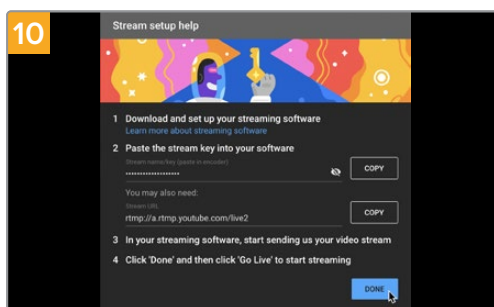 10
Stream setup help
1 Download and set up your streaming software
Learn more about streaming software
2 Paste the stream key into your software
Stream name/key (paste in encoder)
••••••••••••••••••••
COPY
You may also need:
Stream URL
rtmp://a.rtmp.youtube.com/live2
COPY
3 In your streaming software, start sending us your video stream
4 Click 'Done' and then click 'Go Live' to start streaming
DONE